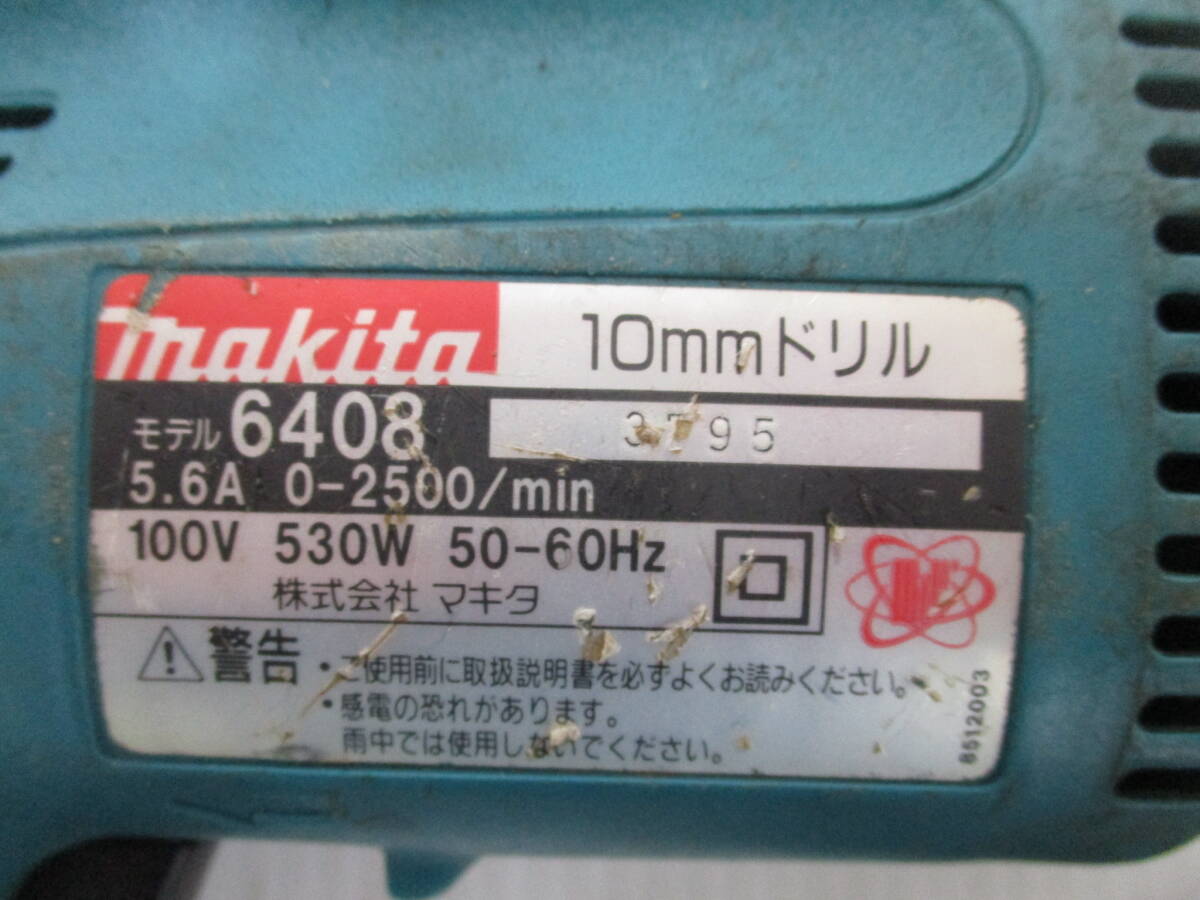 makita
10mmドリル
モデル 6408
3795
5.6A 0-2500/min
100V 530W 50-60Hz
株式会社 マキタ
警告
・ご使用前に取扱説明書を必ずよくお読みください。
・感電の恐れがあります。
雨中では使用しないでください。
8512003